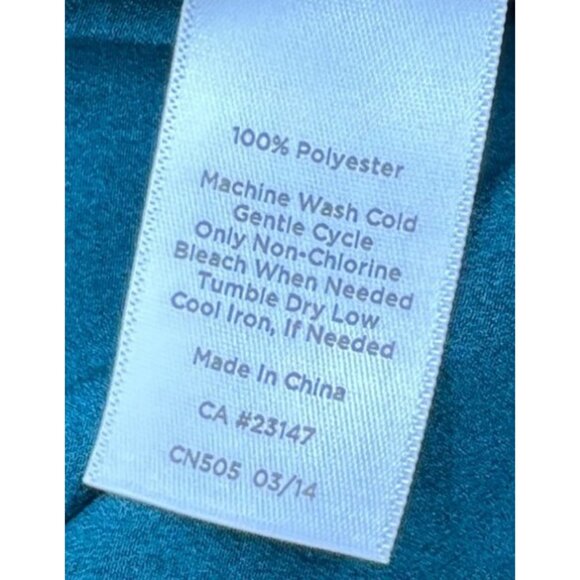 100% Polyester
Machine Wash Cold
Gentle Cycle
Only Non-Chlorine
Bleach When Needed
Tumble Dry Low
Cool Iron, If Needed
Made In China
CA #23147
CN505 03/14